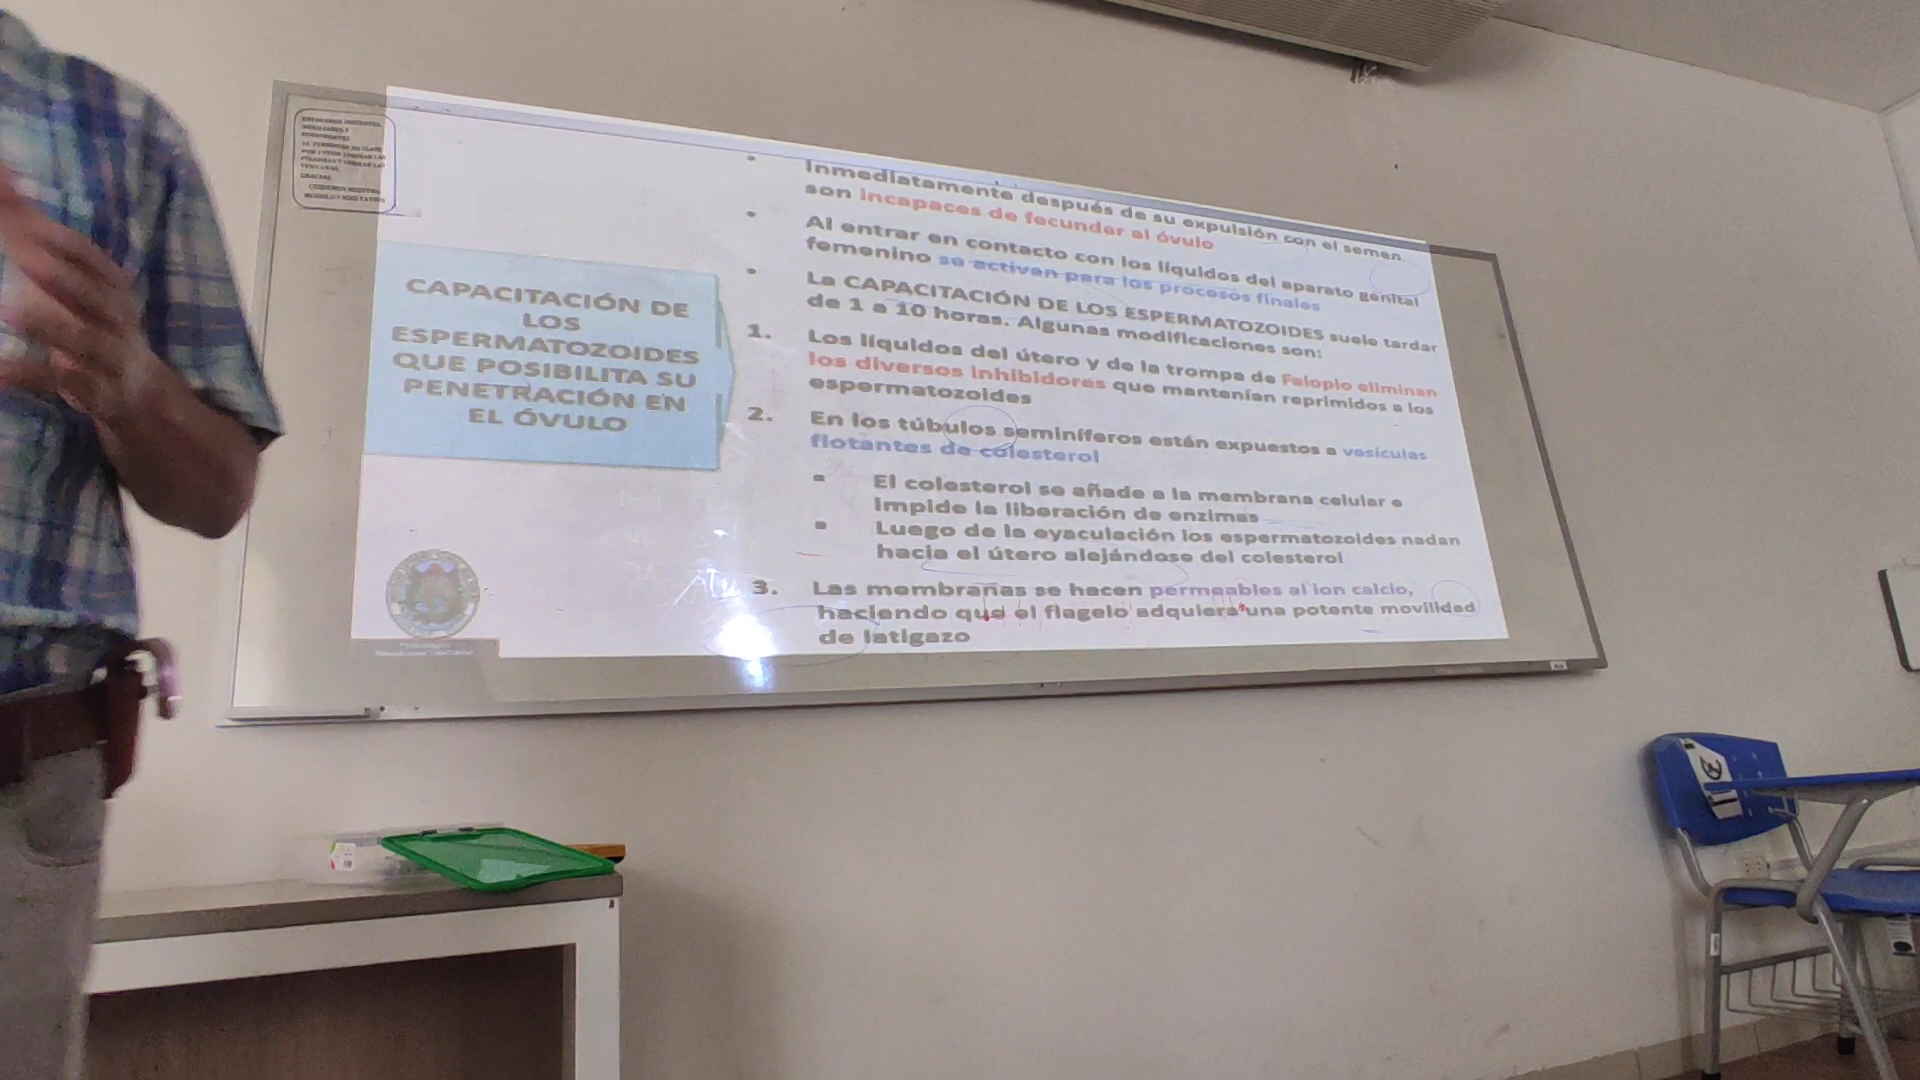 CAPACITACIÓN DE
LOS
ESPERMATOZOIDES
QUE POSIBILITA SU
PENETRACIÓN EN
EL ÓVULO
• Inmediatamente después de su expulsión con el semen
son incapaces de fecundar al óvulo
• Al entrar en contacto con los líquidos del aparato genital
femenino se activan para los procesos finales
• La CAPACITACIÓN DE LOS ESPERMATOZOIDES suele tardar
de 1 a 10 horas. Algunas modificaciones son:
1. Los líquidos del útero y de la trompa de Falopio eliminan
los diversos inhibidores que mantenían reprimidos a los
espermatozoides
2. En los túbulos seminíferos están expuestos a vesículas
flotantes de colesterol
▪ El colesterol se añade a la membrana celular e
impide la liberación de enzimas
▪ Luego de la eyaculación los espermatozoides nadan
hacia el útero alejándose del colesterol
3. Las membranas se hacen permeables al ion calcio,
haciendo que el flagelo adquiera una potente movilidad
de latigazo